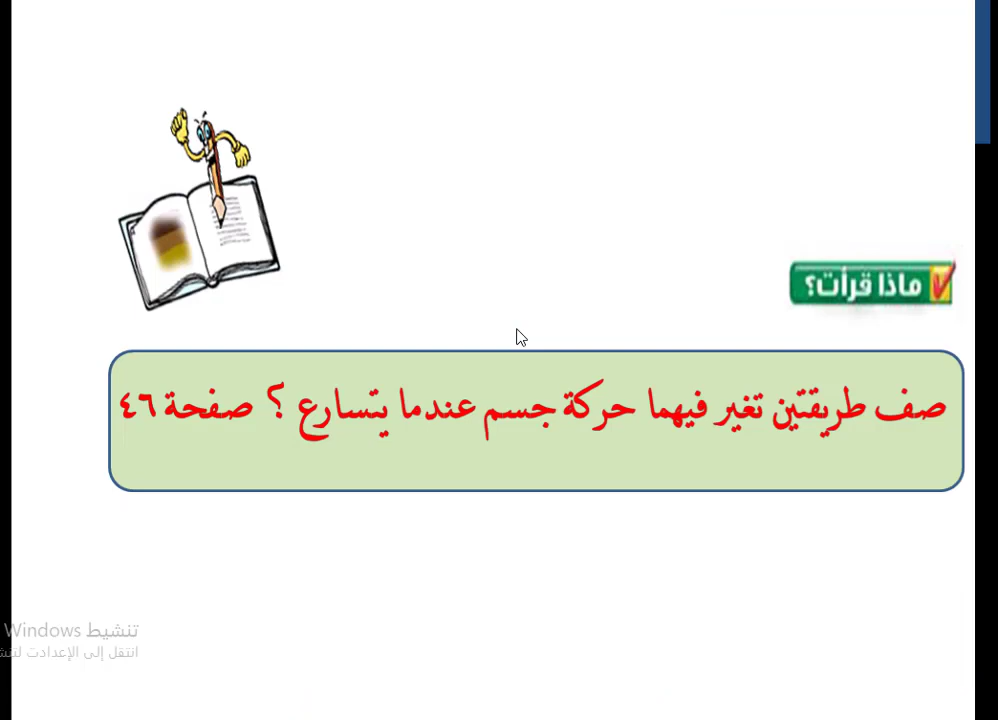 ماذا قرأت؟
صف طريقتين تغير فيهما حركة جسم عندما يتسارع ؟ صفحة ٤٦
تنشيط Windows
انتقل إلى الإعدادت